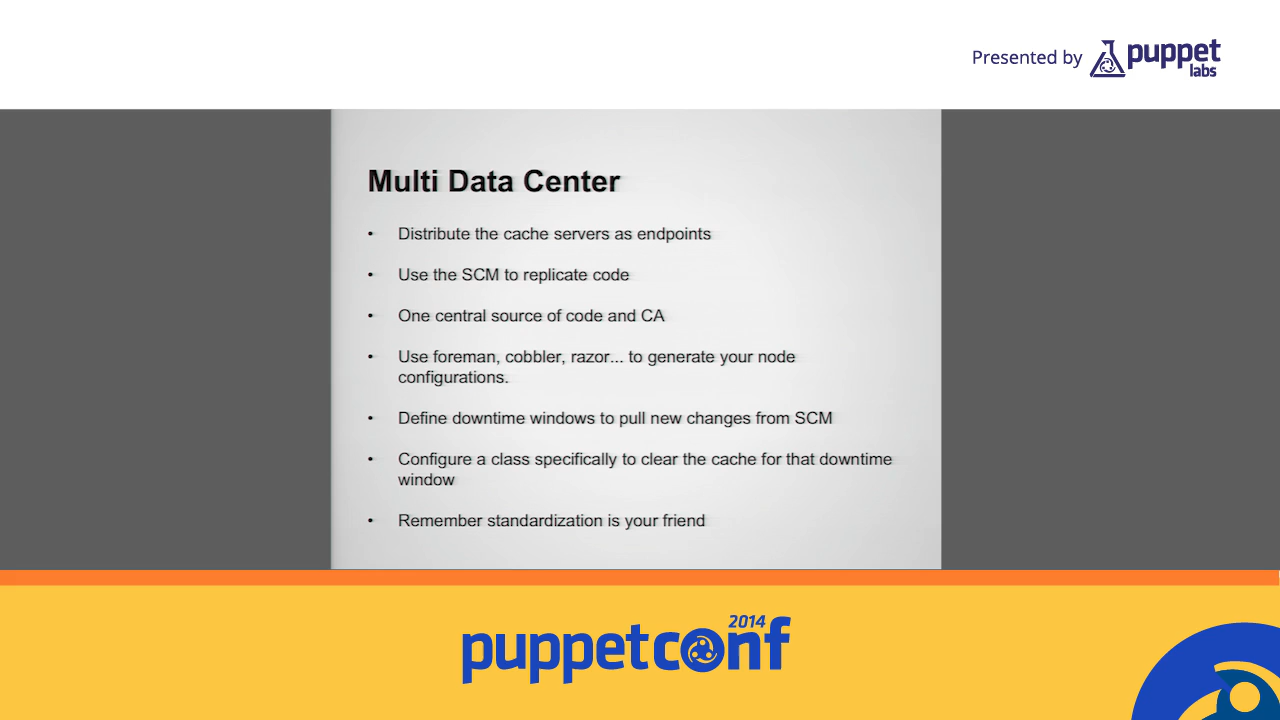 Presented by puppet labs
Multi Data Center
• Distribute the cache servers as endpoints
• Use the SCM to replicate code
• One central source of code and CA
• Use foreman, cobbler, razor... to generate your node
configurations.
• Define downtime windows to pull new changes from SCM
• Configure a class specifically to clear the cache for that downtime
window
• Remember standardization is your friend
2014
puppetconf